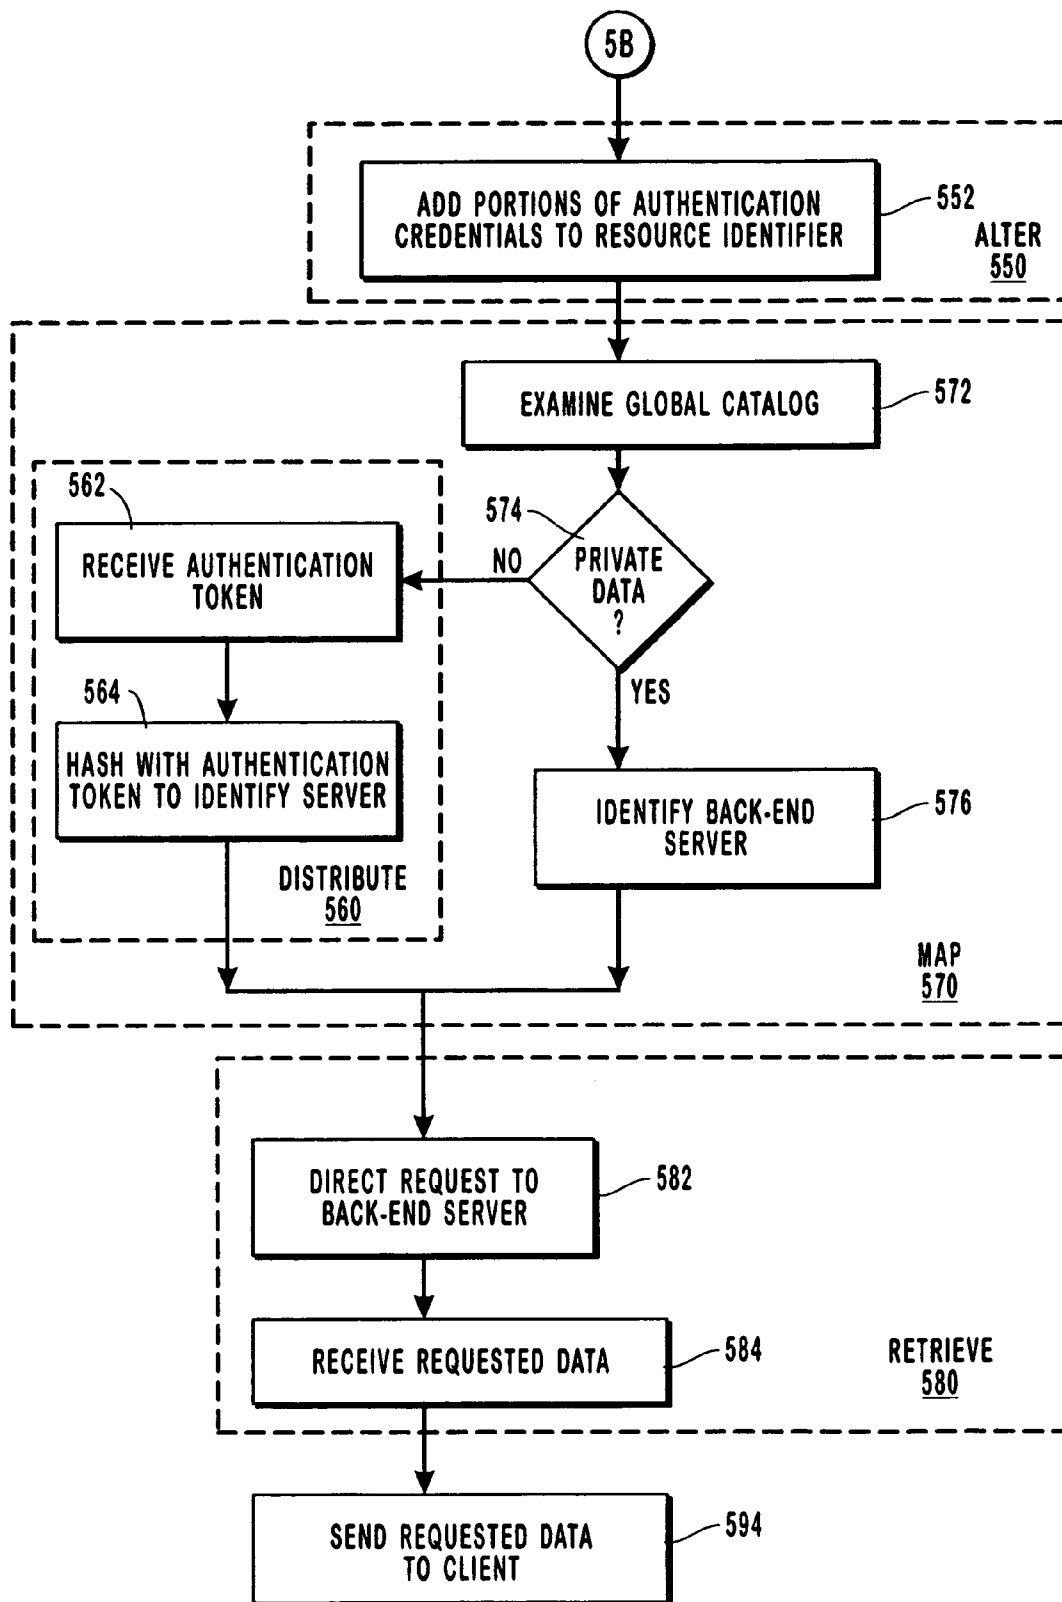 5B
ADD PORTIONS OF AUTHENTICATION
CREDENTIALS TO RESOURCE IDENTIFIER
552
ALTER
550
EXAMINE GLOBAL CATALOG
572
562
RECEIVE AUTHENTICATION
TOKEN
574
NO
PRIVATE
DATA
?
YES
564
HASH WITH AUTHENTICATION
TOKEN TO IDENTIFY SERVER
IDENTIFY BACK-END
SERVER
576
DISTRIBUTE
560
MAP
570
DIRECT REQUEST TO
BACK-END SERVER
582
RECEIVE REQUESTED DATA
584
RETRIEVE
580
SEND REQUESTED DATA
TO CLIENT
594